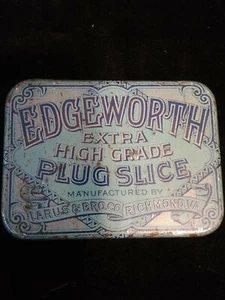 EDGEWORTH
EXTRA
HIGH GRADE
PLUG SLICE
MANUFACTURED BY
LARUS & BRO. CO. RICHMOND, VA.